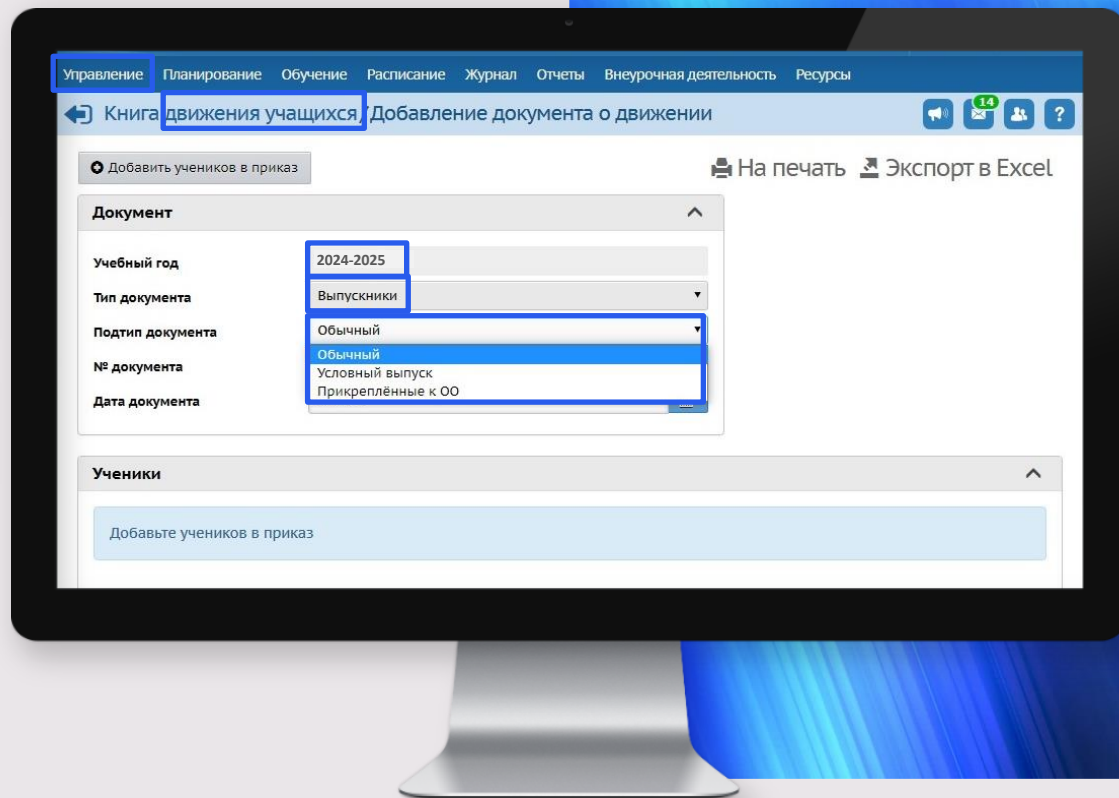 Управление Планирование Обучение Расписание Журнал Отчеты Внеурочная деятельность Ресурсы
Книга движения учащихся/Добавление документа о движении
14
?
Добавить учеников в приказ
На печать Экспорт в Excel
Документ
Учебный год 2024-2025
Тип документа Выпускники
Подтип документа Обычный
Обычный
№ документа
Условный выпуск
Прикреплённые к ОО
Дата документа
Ученики
Добавьте учеников в приказ